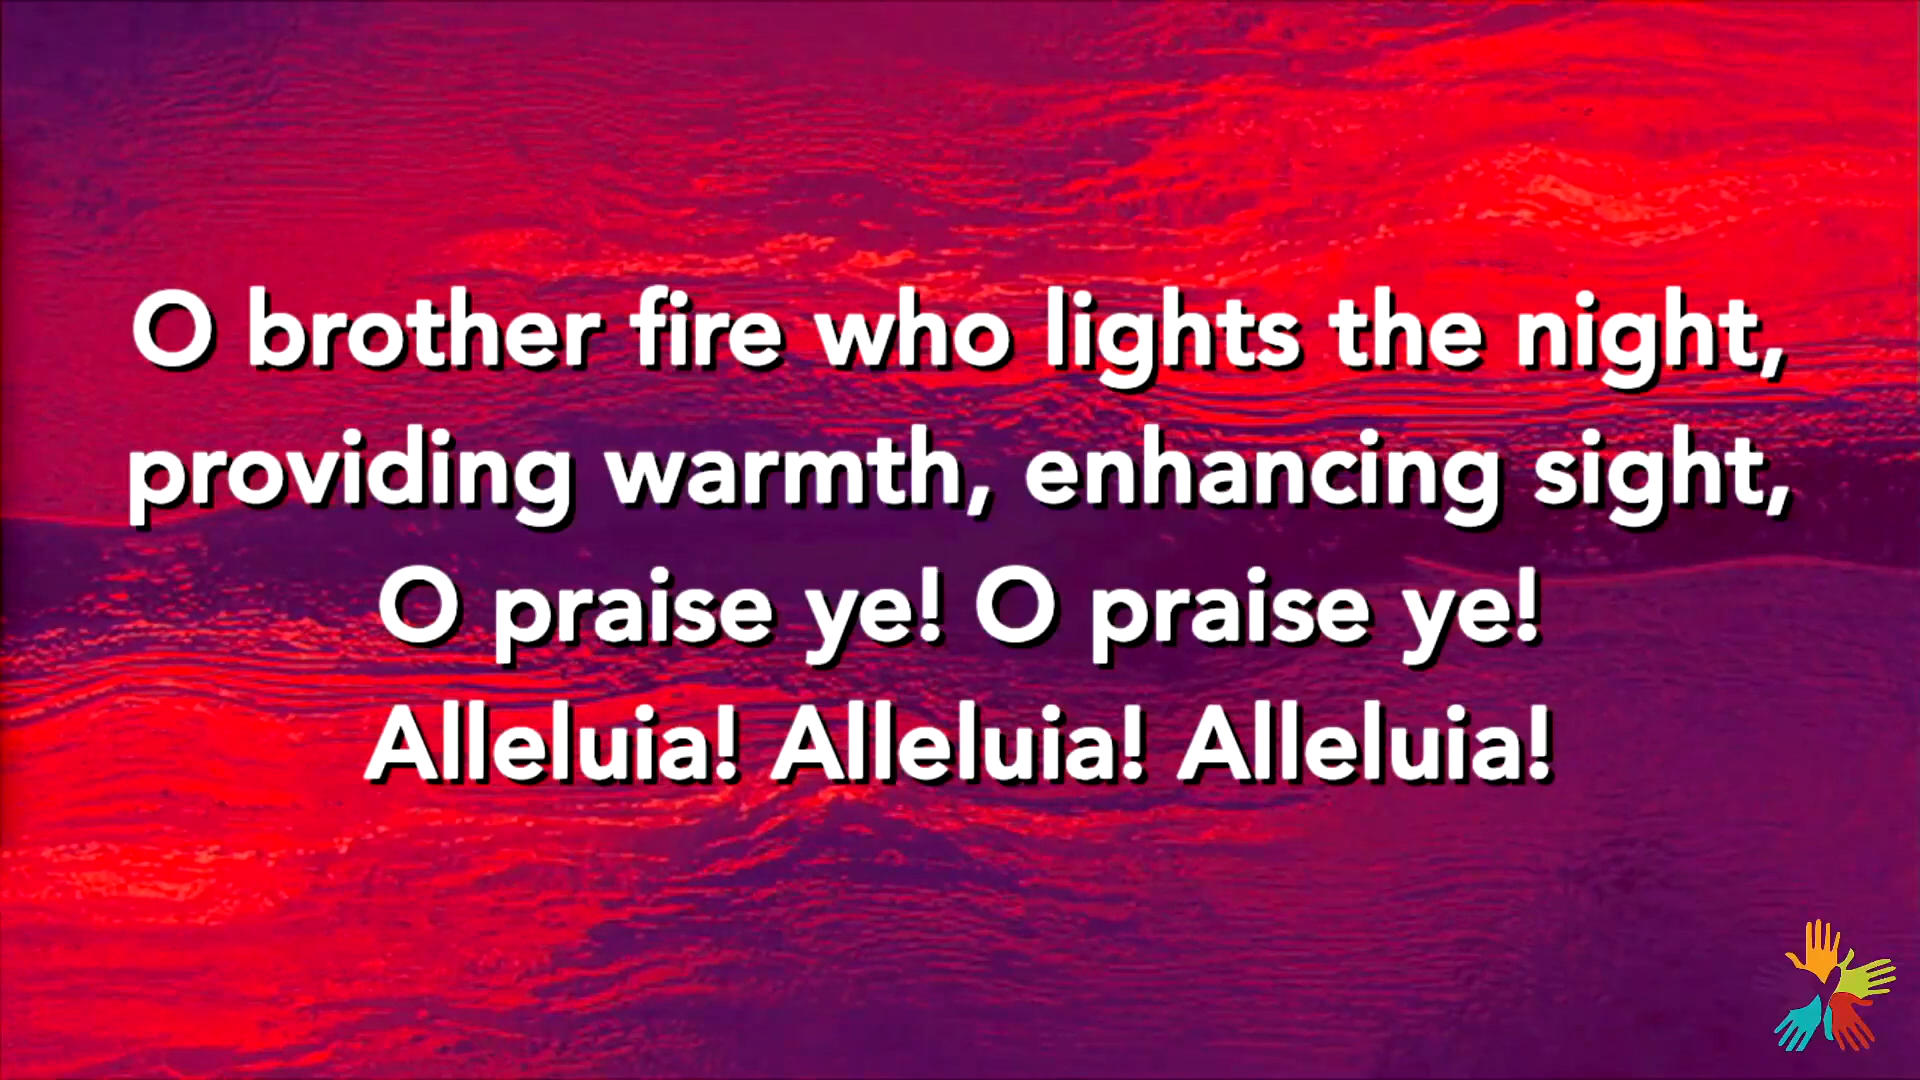 O brother fire who lights the night,
providing warmth, enhancing sight,
O praise ye! O praise ye!
Alleluia! Alleluia! Alleluia!